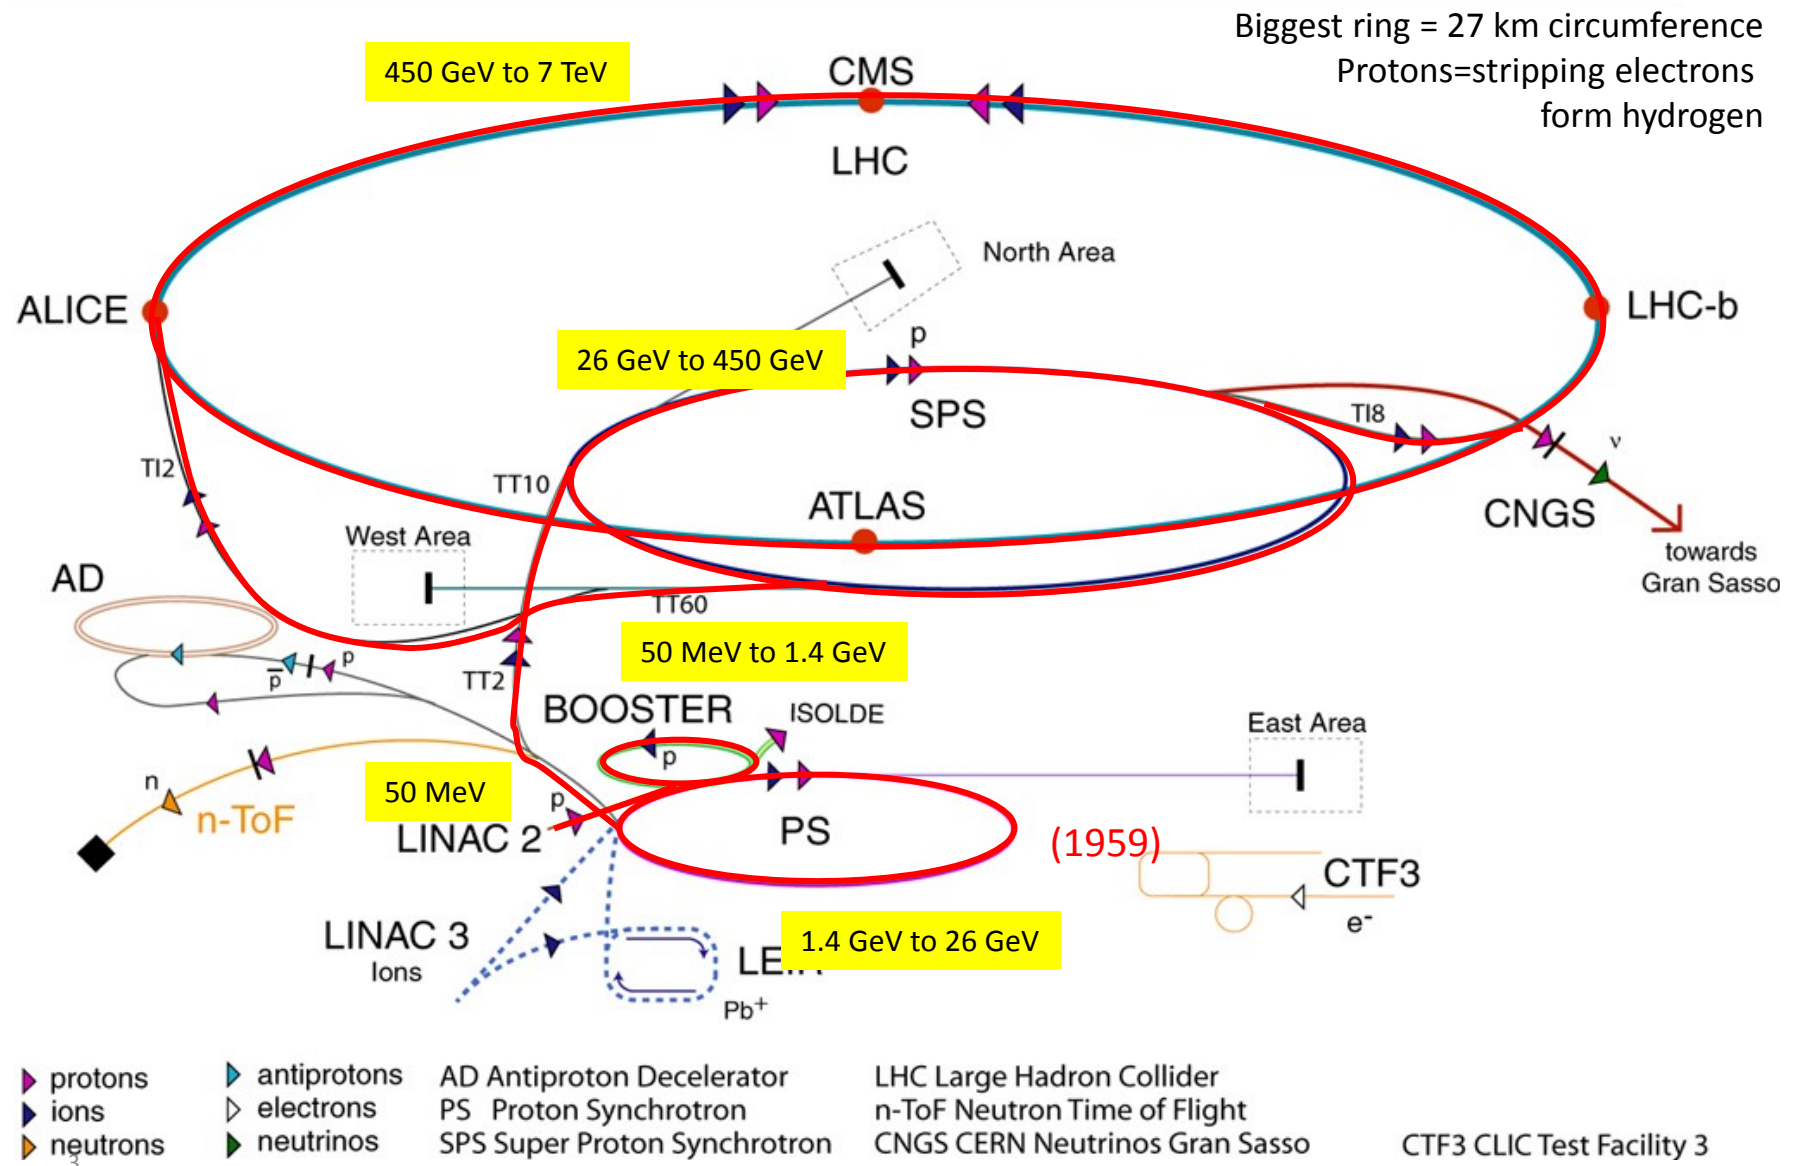 Biggest ring = 27 km circumference
Protons=stripping electrons
form hydrogen
450 GeV to 7 TeV
CMS
LHC
North Area
ALICE
LHC-b
26 GeV to 450 GeV
p
SPS
TI8
TI2
TT10
ATLAS
ν
CNGS
towards
Gran Sasso
West Area
AD
TT60
50 MeV to 1.4 GeV
p
p̅
TT2
BOOSTER
ISOLDE
East Area
p
n
50 MeV
p
n-ToF
LINAC 2
PS
(1959)
CTF3
e-
LINAC 3
Ions
1.4 GeV to 26 GeV
Pb+
protons
ions
neutrons
antiprotons
electrons
neutrinos
AD Antiproton Decelerator
PS Proton Synchrotron
SPS Super Proton Synchrotron
LHC Large Hadron Collider
n-ToF Neutron Time of Flight
CNGS CERN Neutrinos Gran Sasso
CTF3 CLIC Test Facility 3
3